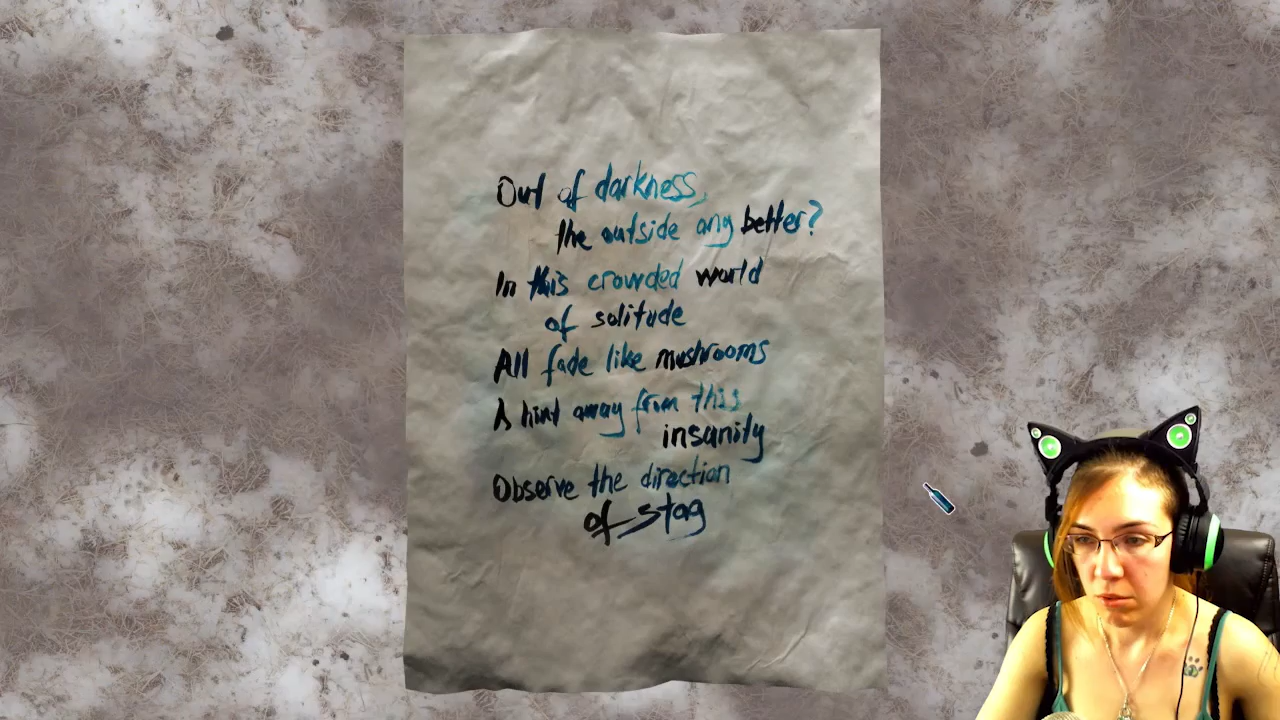 Out of darkness,
the outside any better?
In this crowded world
of solitude
All fade like mushrooms
A hint away from this
insanity
Observe the direction
of stag